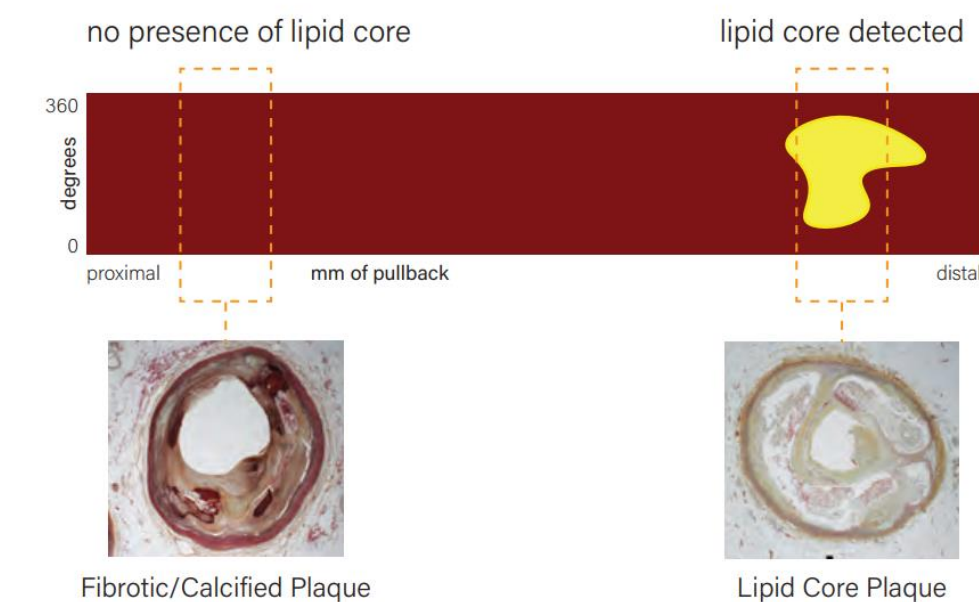 no presence of lipid core
lipid core detected
360
degrees
0
proximal
mm of pullback
distal
Fibrotic/Calcified Plaque
Lipid Core Plaque